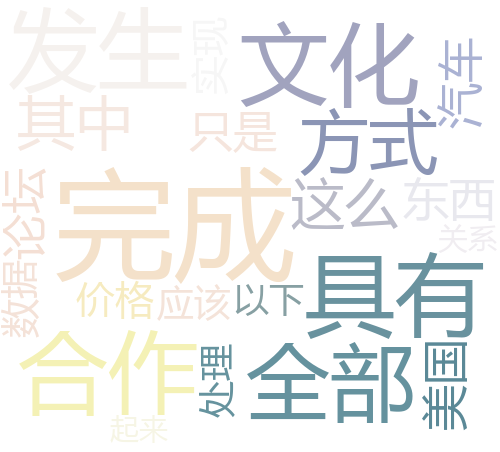 发生
实现
文化
汽车
其中
只是
方式
论坛
完成
这么
东西
关系
数据
价格
应该
以下
具有
合作
处理
全部
美国
起来